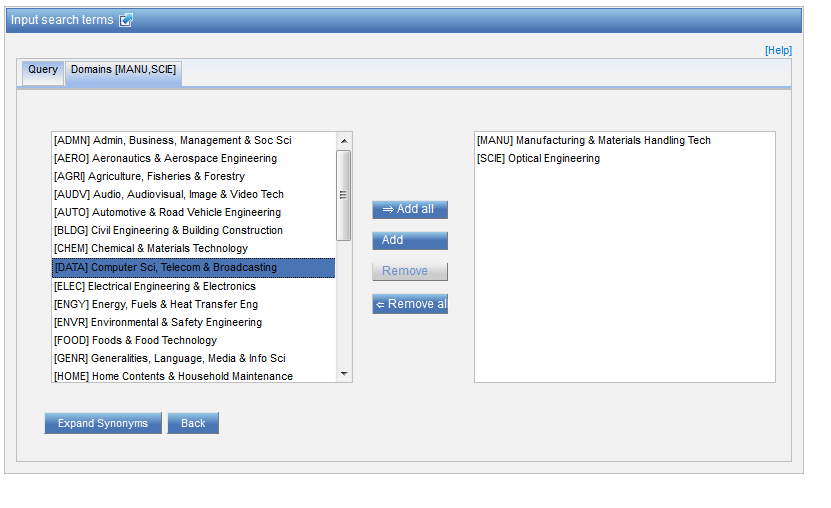 Input search terms
[Help]
Query
Domains [MANU,SCIE]
[ADMN] Admin, Business, Management & Soc Sci
[AERO] Aeronautics & Aerospace Engineering
[AGRI] Agriculture, Fisheries & Forestry
[AUDV] Audio, Audiovisual, Image & Video Tech
[AUTO] Automotive & Road Vehicle Engineering
[BLDG] Civil Engineering & Building Construction
[CHEM] Chemical & Materials Technology
[DATA] Computer Sci, Telecom & Broadcasting
[ELEC] Electrical Engineering & Electronics
[ENGY] Energy, Fuels & Heat Transfer Eng
[ENVR] Environmental & Safety Engineering
[FOOD] Foods & Food Technology
[GENR] Generalities, Language, Media & Info Sci
[HOME] Home Contents & Household Maintenance
⇒ Add all
Add
Remove
⇐ Remove al
[MANU] Manufacturing & Materials Handling Tech
[SCIE] Optical Engineering
Expand Synonyms
Back